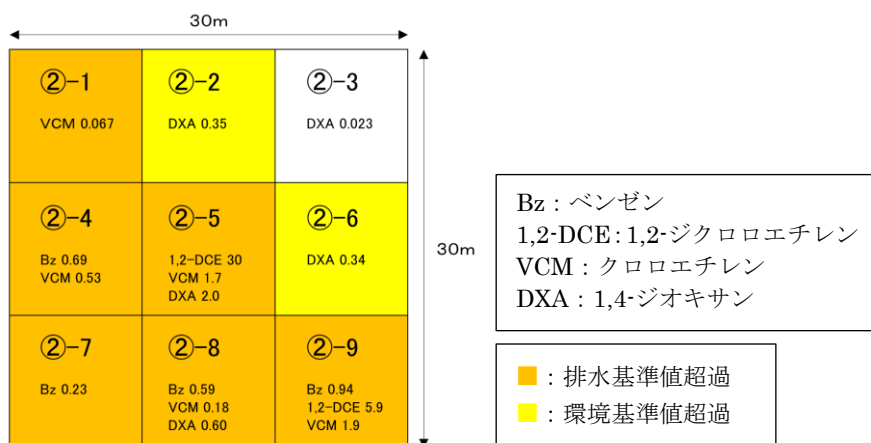 30m
②-1
VCM 0.067
②-2
DXA 0.35
②-3
DXA 0.023
②-4
Bz 0.69
VCM 0.53
②-5
1,2-DCE 30
VCM 1.7
DXA 2.0
②-6
DXA 0.34
30m
②-7
Bz 0.23
②-8
Bz 0.59
VCM 0.18
DXA 0.60
②-9
Bz 0.94
1,2-DCE 5.9
VCM 1.9
Bz：ベンゼン
1,2-DCE：1,2-ジクロロエチレン
VCM：クロロエチレン
DXA：1,4-ジオキサン
■：排水基準値超過
■：環境基準値超過